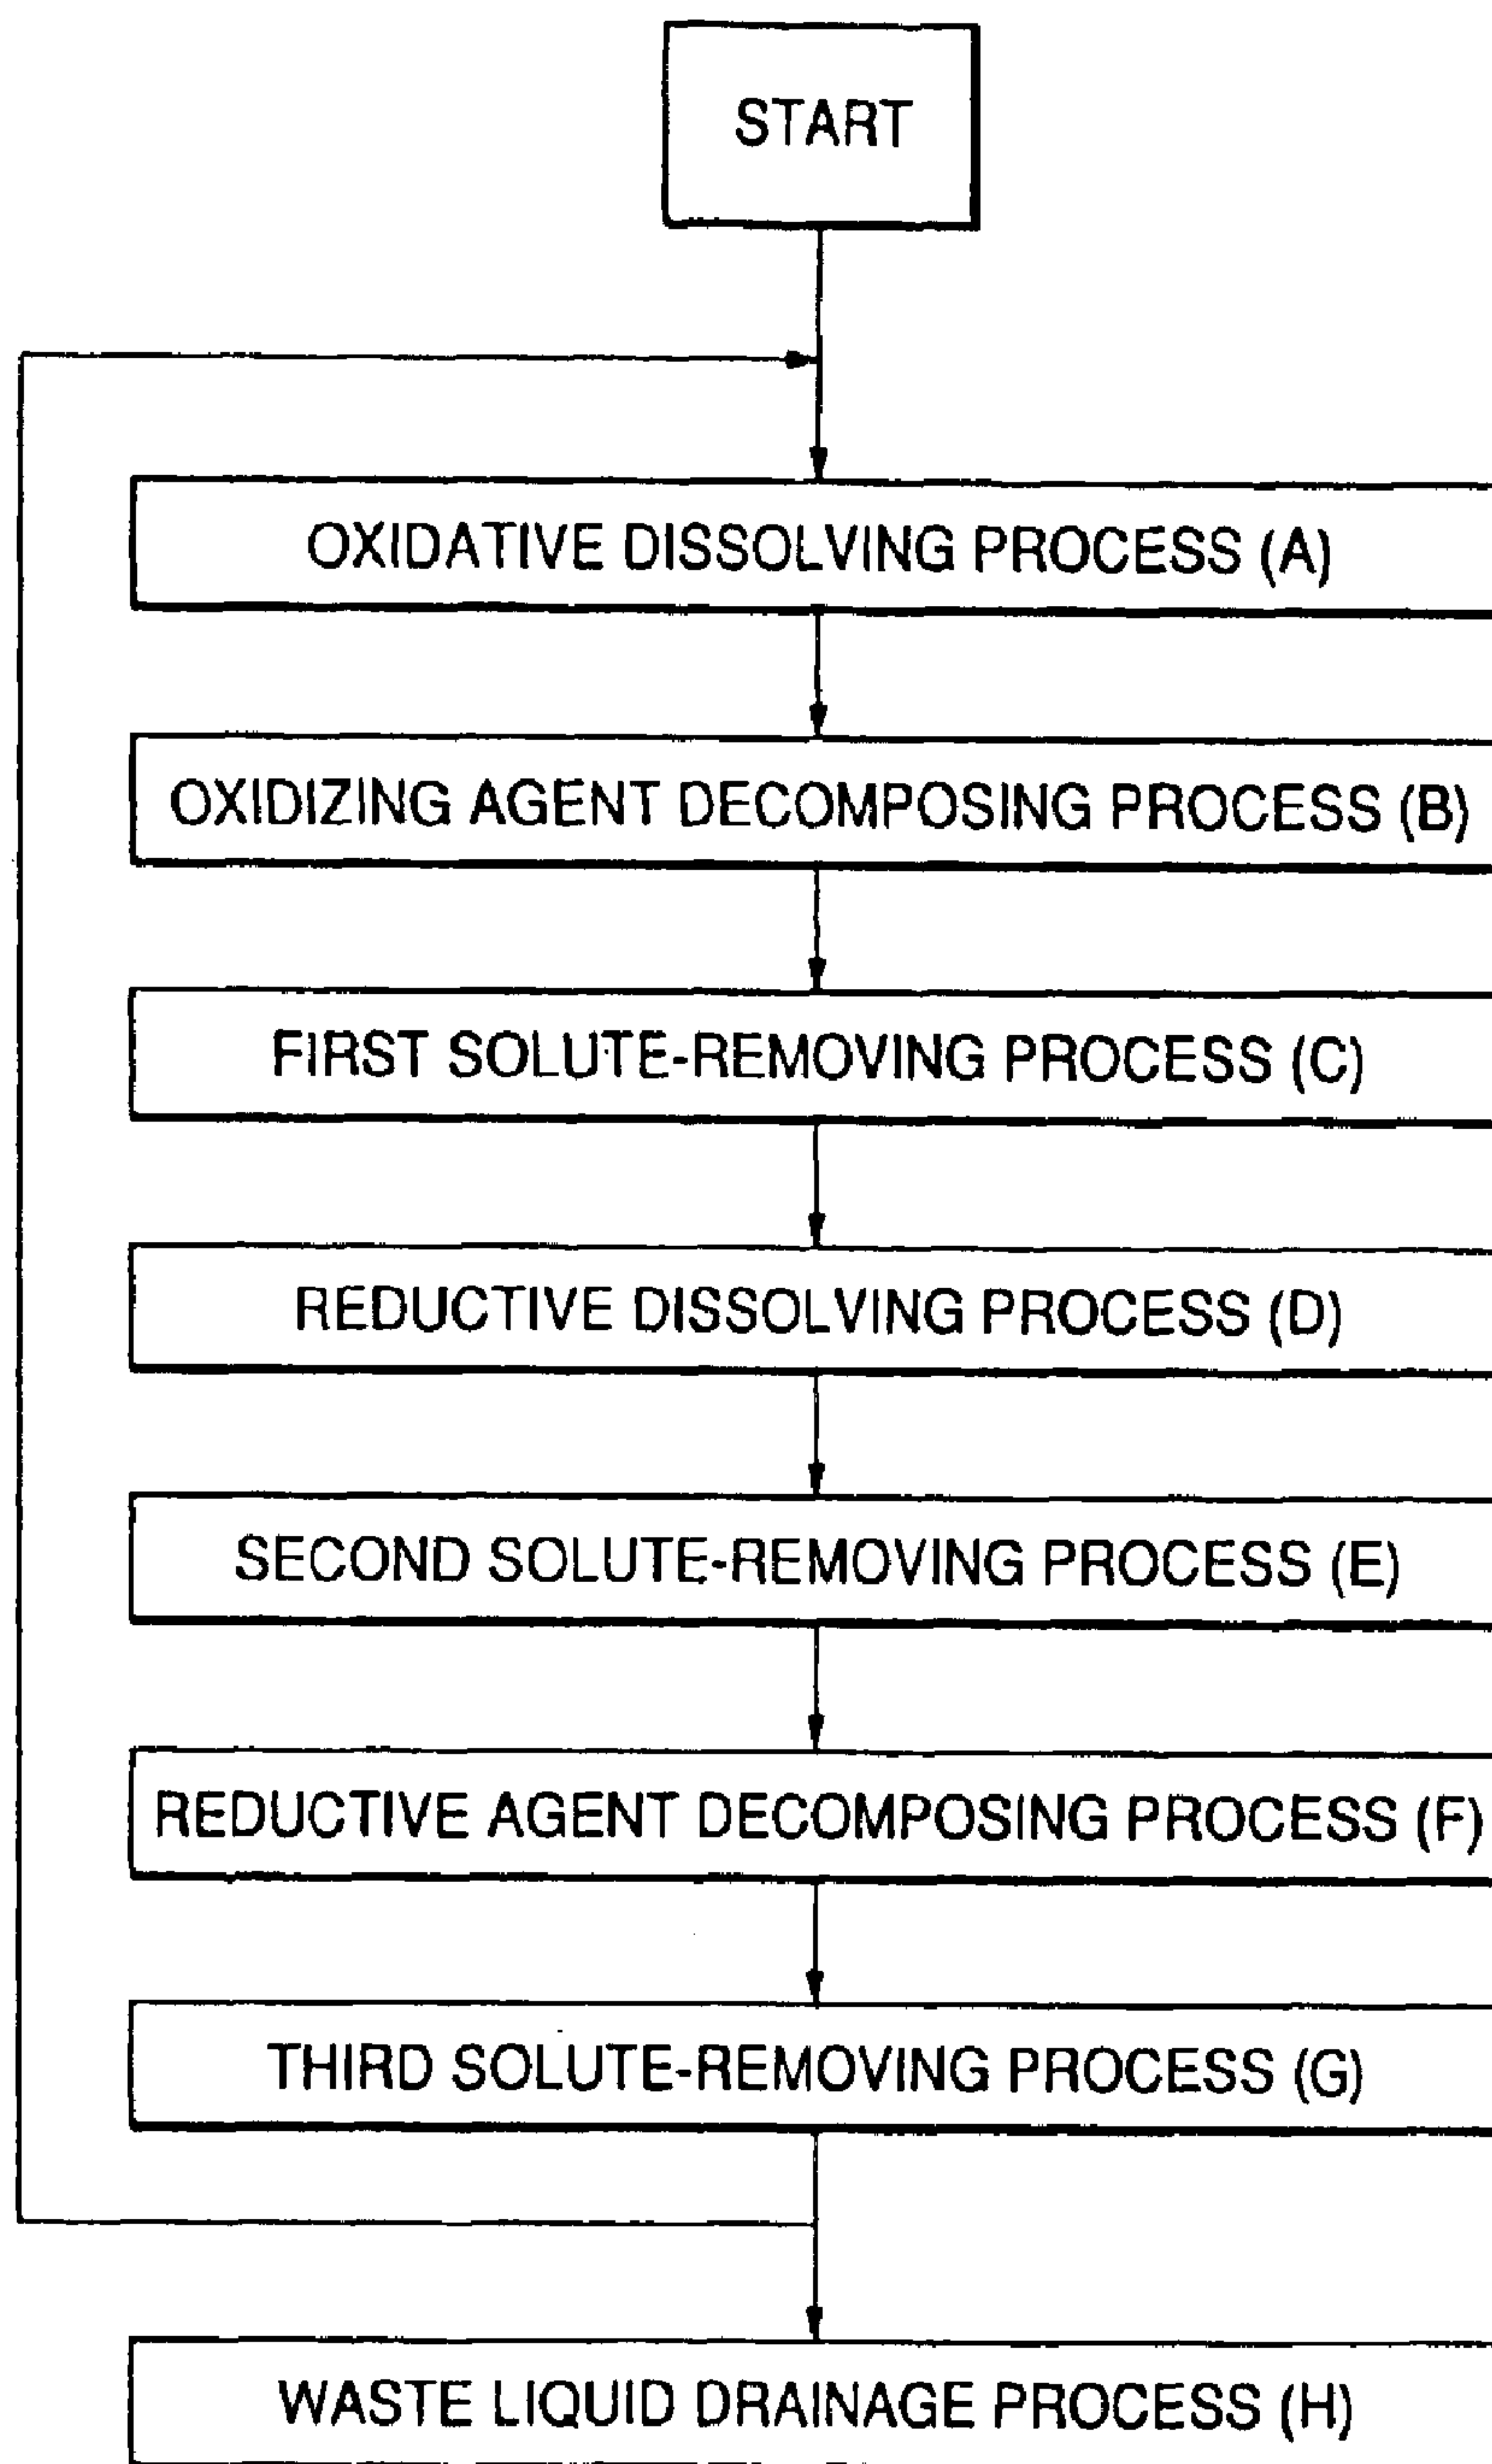 START
OXIDATIVE DISSOLVING PROCESS (A)
OXIDIZING AGENT DECOMPOSING PROCESS (B)
FIRST SOLUTE-REMOVING PROCESS (C)
REDUCTIVE DISSOLVING PROCESS (D)
SECOND SOLUTE-REMOVING PROCESS (E)
REDUCTIVE AGENT DECOMPOSING PROCESS (F)
THIRD SOLUTE-REMOVING PROCESS (G)
WASTE LIQUID DRAINAGE PROCESS (H)